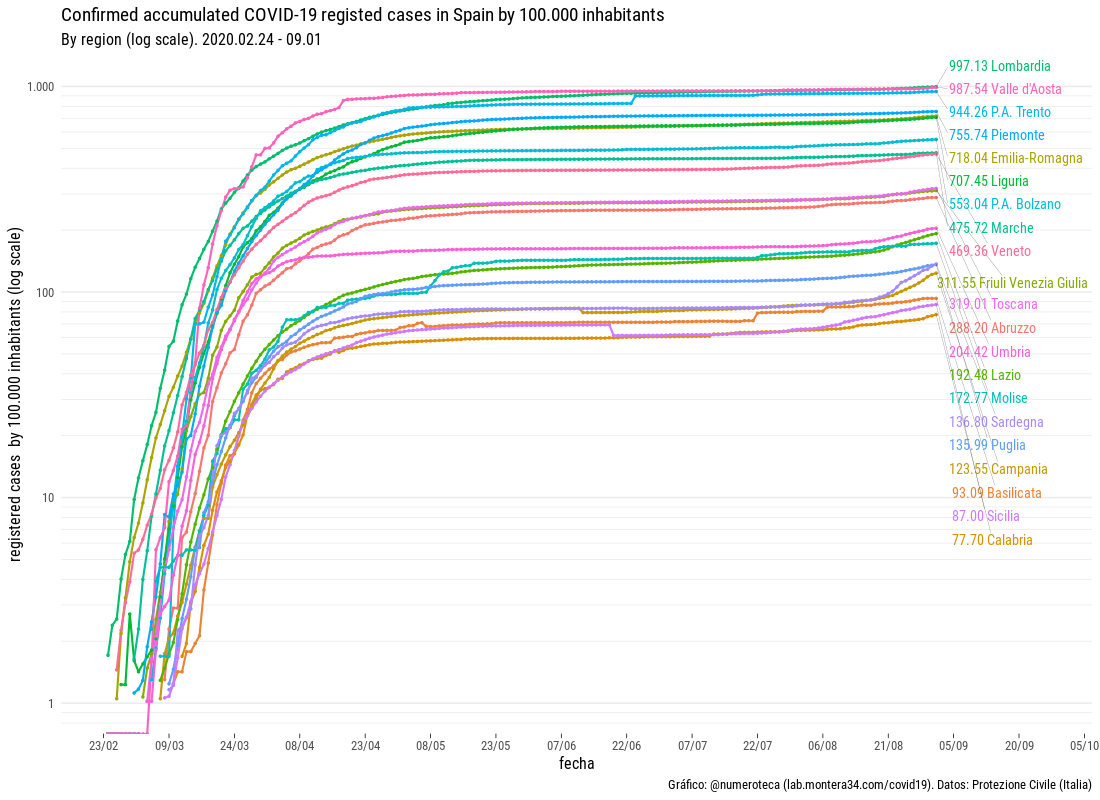 Confirmed accumulated COVID-19 registed cases in Spain by 100.000 inhabitants
By region (log scale). 2020.02.24 - 09.01
registered cases by 100.000 inhabitants (log scale)
1.000
100
10
1
997.13 Lombardia
987.54 Valle d'Aosta
944.26 P.A. Trento
755.74 Piemonte
718.04 Emilia-Romagna
707.45 Liguria
553.04 P.A. Bolzano
475.72 Marche
469.36 Veneto
311.55 Friuli Venezia Giulia
319.01 Toscana
288.20 Abruzzo
204.42 Umbria
192.48 Lazio
172.77 Molise
136.80 Sardegna
135.99 Puglia
123.55 Campania
93.09 Basilicata
87.00 Sicilia
77.70 Calabria
23/02 09/03 24/03 08/04 23/04 08/05 23/05 07/06 22/06 07/07 22/07 06/08 21/08 05/09 20/09 05/10
fecha
Gráfico: @numeroteca (lab.montera34.com/covid19). Datos: Protezione Civile (Italia)